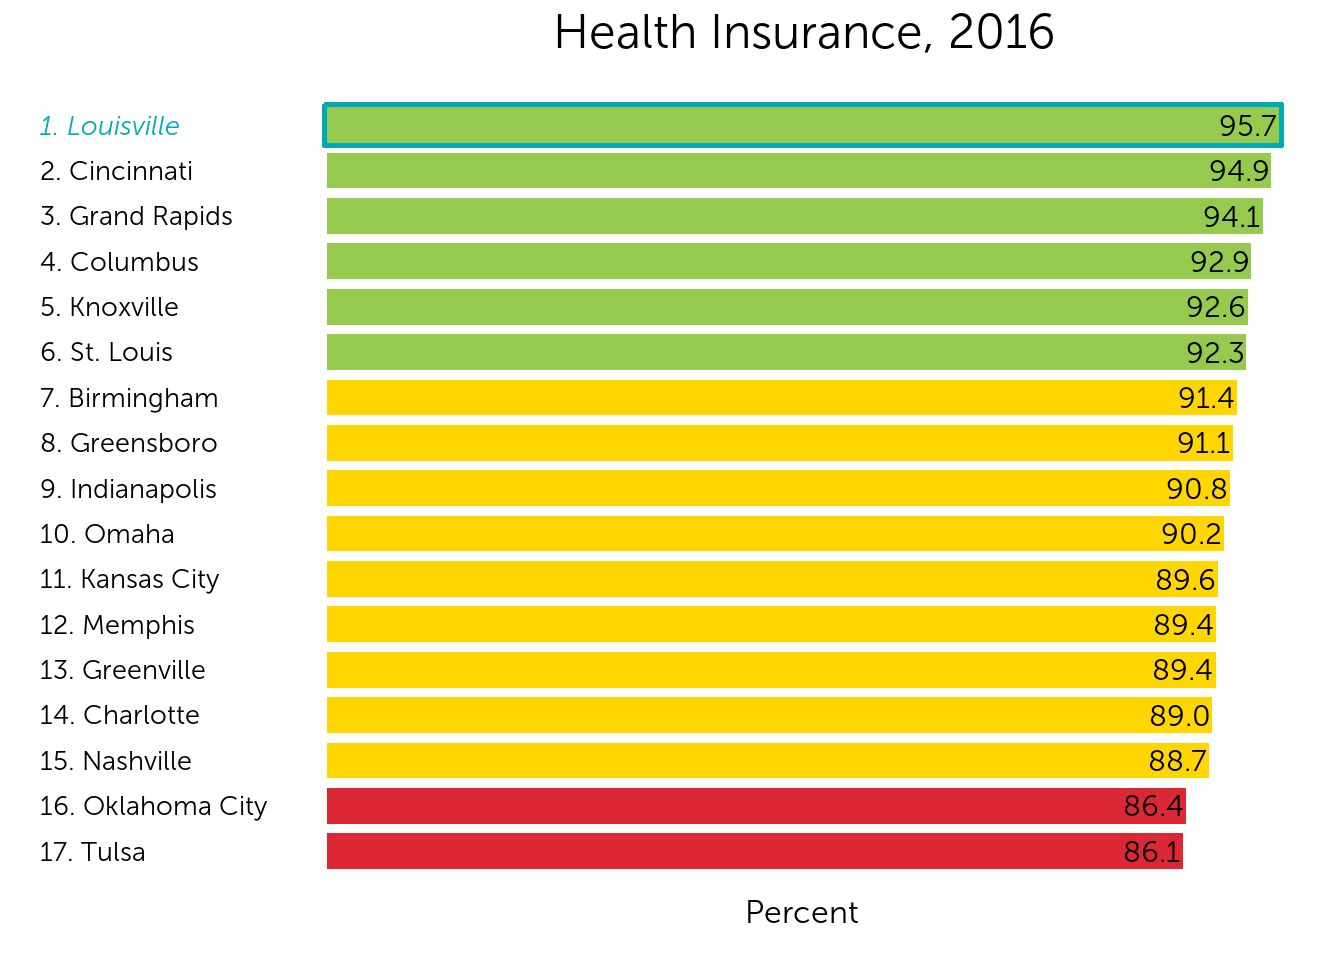 Health Insurance, 2016
1. Louisville 95.7
2. Cincinnati 94.9
3. Grand Rapids 94.1
4. Columbus 92.9
5. Knoxville 92.6
6. St. Louis 92.3
7. Birmingham 91.4
8. Greensboro 91.1
9. Indianapolis 90.8
10. Omaha 90.2
11. Kansas City 89.6
12. Memphis 89.4
13. Greenville 89.4
14. Charlotte 89.0
15. Nashville 88.7
16. Oklahoma City 86.4
17. Tulsa 86.1
Percent